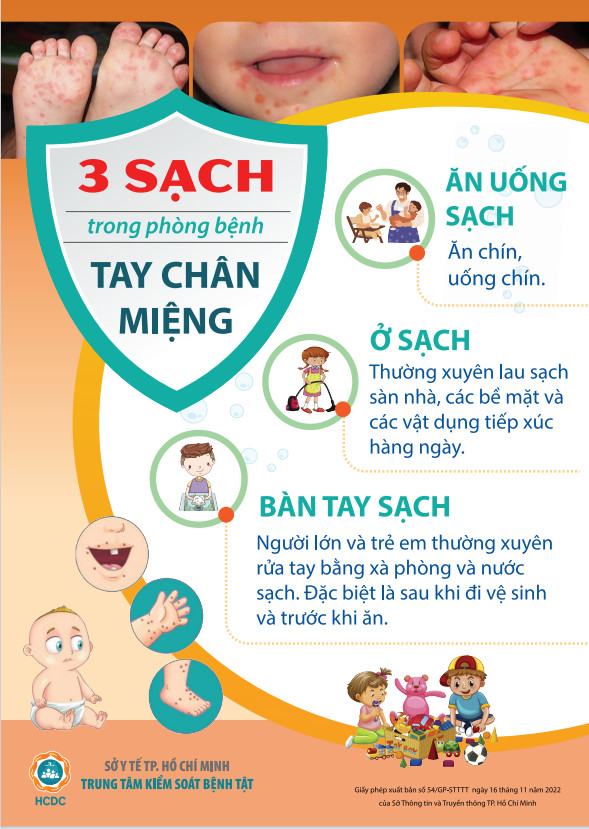 3 SẠCH
trong phòng bệnh
TAY CHÂN
MIỆNG
ĂN UỐNG
SẠCH
Ăn chín,
uống chín.
Ở SẠCH
Thường xuyên lau sạch
sàn nhà, các bề mặt và
các vật dụng tiếp xúc
hàng ngày.
BÀN TAY SẠCH
Người lớn và trẻ em thường xuyên
rửa tay bằng xà phòng và nước
sạch. Đặc biệt là sau khi đi vệ sinh
và trước khi ăn.
TOY BOX
HCDC
SỞ Y TẾ TP. HỒ CHÍ MINH
TRUNG TÂM KIỂM SOÁT BỆNH TẬT
Giấy phép xuất bản số 54/GP-STTTT ngày 16 tháng 11 năm 2022
của Sở Thông tin và Truyền thông TP. Hồ Chí Minh